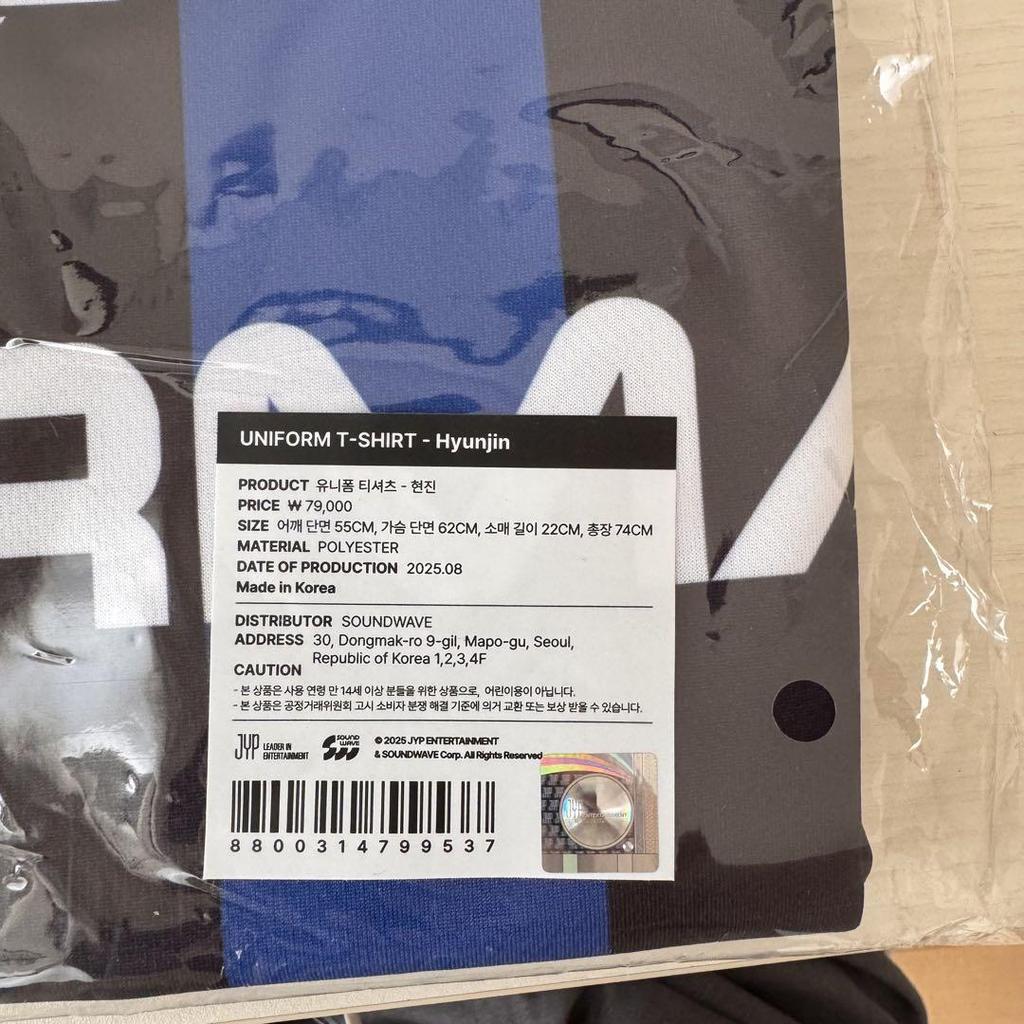 RMA
UNIFORM T-SHIRT - Hyunjin
PRODUCT 유니폼 티셔츠 - 현진
PRICE ₩ 79,000
SIZE 어깨 단면 55CM, 가슴 단면 62CM, 소매 길이 22CM, 총장 74CM
MATERIAL POLYESTER
DATE OF PRODUCTION 2025.08
Made in Korea
DISTRIBUTOR SOUNDWAVE
ADDRESS 30, Dongmak-ro 9-gil, Mapo-gu, Seoul,
Republic of Korea 1,2,3,4F
CAUTION
- 본 상품은 사용 연령 만 14세 이상 분들을 위한 상품으로, 어린이용이 아닙니다.
- 본 상품은 공정거래위원회 고시 소비자 분쟁 해결 기준에 의거 교환 또는 보상 받을 수 있습니다.
JYP LEADER IN
ENTERTAINMENT
SOUND
WAVE
© 2025 JYP ENTERTAINMENT
& SOUNDWAVE Corp. All Rights Reserved
JYP ENTERTAINMENT
8800314799537